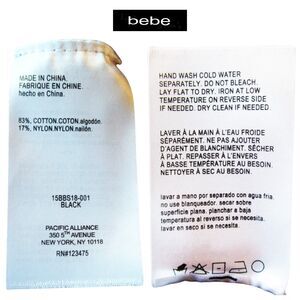 bebe
MADE IN CHINA
FABRIQUE EN CHINE.
hecho en China.
83%, COTTON.COTON.algodón.
17%, NYLON.NYLON.nailón.
15BBS18-001
BLACK
PACIFIC ALLIANCE
350 5TH AVENUE
NEW YORK, NY 10118
RN#123475
HAND WASH COLD WATER
SEPARATELY. DO NOT BLEACH.
LAY FLAT TO DRY. IRON AT LOW
TEMPERATURE ON REVERSE SIDE
IF NEEDED. DRY CLEAN IF NEEDED.
LAVER À LA MAIN À L'EAU FROIDE
SÉPARÉMENT. NE PAS AJOUTER
D'AGENT DE BLANCHIMENT. SÉCHER
À PLAT. REPASSER À L'ENVERS
À BASSE TEMPÉRATURE AU BESOIN.
NETTOYER À SEC AU BESOIN.
lavar a mano por separado con agua fria.
no use blanqueador. secar sobre
superficie plana. planchar a baja
temperatura al reverso si se necesita.
lavar en seco si se necesita.